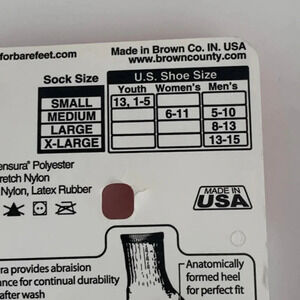 forbarefeet.com
Made in Brown Co. IN. USA
www.browncounty.com
Sock Size
U.S. Shoe Size
Youth Women's Men's
SMALL 13, 1-5
MEDIUM 6-11 5-10
LARGE 8-13
X-LARGE 13-15
ensura® Polyester
retch Nylon
Nylon, Latex Rubber
MADE IN
USA
ra provides abraision
ance for continual durability
after wash
Anatomically
formed heel
for perfect fit